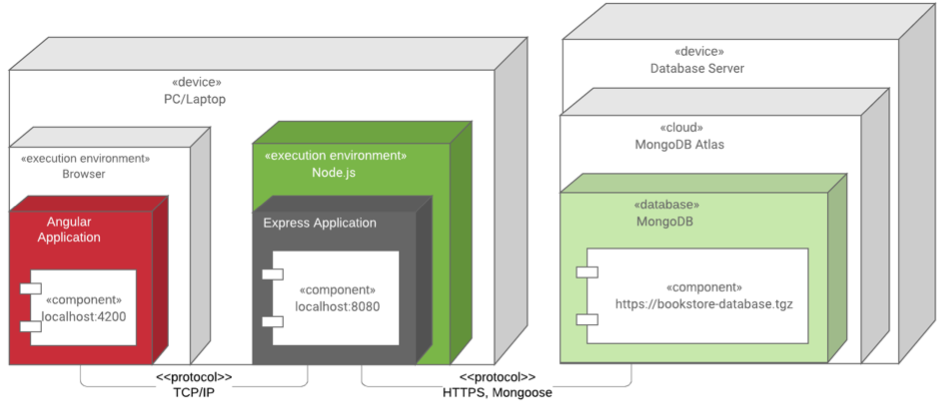 «device»
PC/Laptop
«execution environment»
Browser
Angular
Application
«component»
localhost:4200
«execution environment»
Node.js
Express Application
«component»
localhost:8080
«device»
Database Server
«cloud»
MongoDB Atlas
«database»
MongoDB
«component»
https://bookstore-database.tgz
<<protocol>>
TCP/IP
<<protocol>>
HTTPS, Mongoose